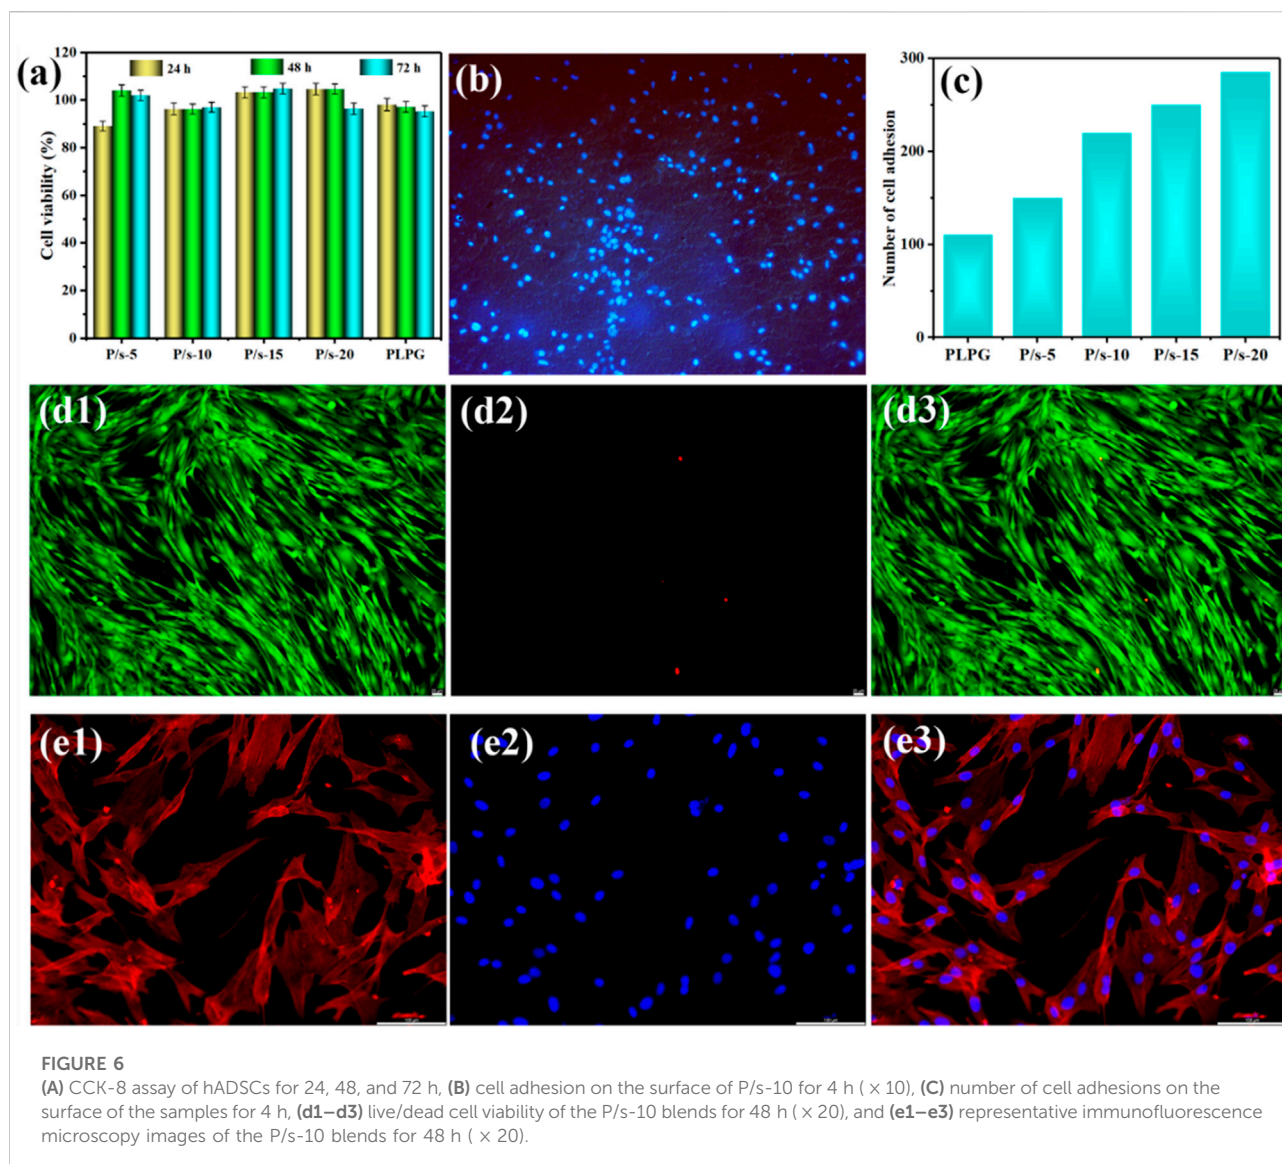 (a)
120
100
80
60
40
20
0
Cell viability (%)
24 h
48 h
72 h
P/s-5
P/s-10
P/s-15
P/s-20
PLPG
(b)
(c)
300
200
100
0
Number of cell adhesion
PLPG
P/s-5
P/s-10
P/s-15
P/s-20
(d1)
(d2)
(d3)
(e1)
(e2)
(e3)
FIGURE 6
(A) CCK-8 assay of hADSCs for 24, 48, and 72 h, (B) cell adhesion on the surface of P/s-10 for 4 h ( × 10), (C) number of cell adhesions on the
surface of the samples for 4 h, (d1–d3) live/dead cell viability of the P/s-10 blends for 48 h ( × 20), and (e1–e3) representative immunofluorescence
microscopy images of the P/s-10 blends for 48 h ( × 20).